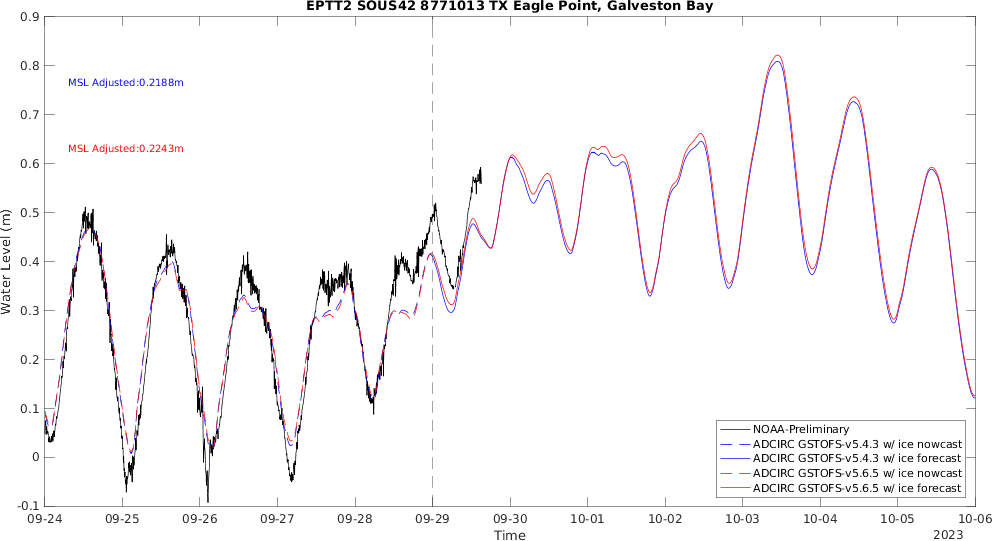 EPTT2 SOUS42 8771013 TX Eagle Point, Galveston Bay
0.9
0.8
0.7
0.6
0.5
0.4
0.3
0.2
0.1
0
-0.1
Water Level (m)
MSL Adjusted:0.2188m
MSL Adjusted:0.2243m
NOAA-Preliminary
ADCIRC GSTOFS-v5.4.3 w/ ice nowcast
ADCIRC GSTOFS-v5.4.3 w/ ice forecast
ADCIRC GSTOFS-v5.6.5 w/ ice nowcast
ADCIRC GSTOFS-v5.6.5 w/ ice forecast
09-24 09-25 09-26 09-27 09-28 09-29 09-30 10-01 10-02 10-03 10-04 10-05 10-06
Time
2023